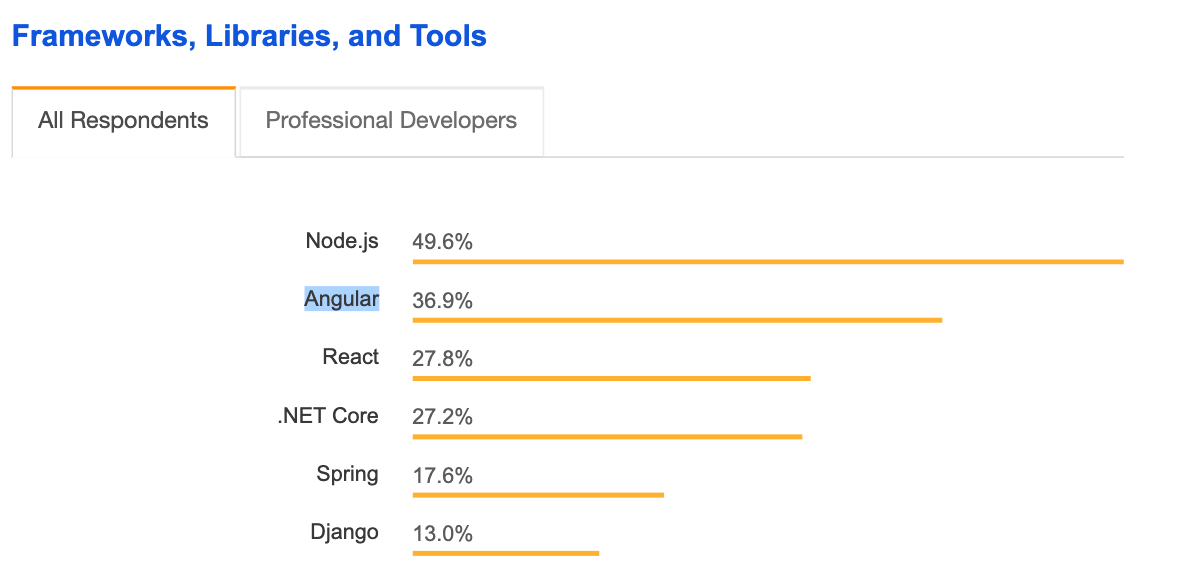 Frameworks, Libraries, and Tools
All Respondents Professional Developers
Node.js 49.6%
Angular 36.9%
React 27.8%
.NET Core 27.2%
Spring 17.6%
Django 13.0%